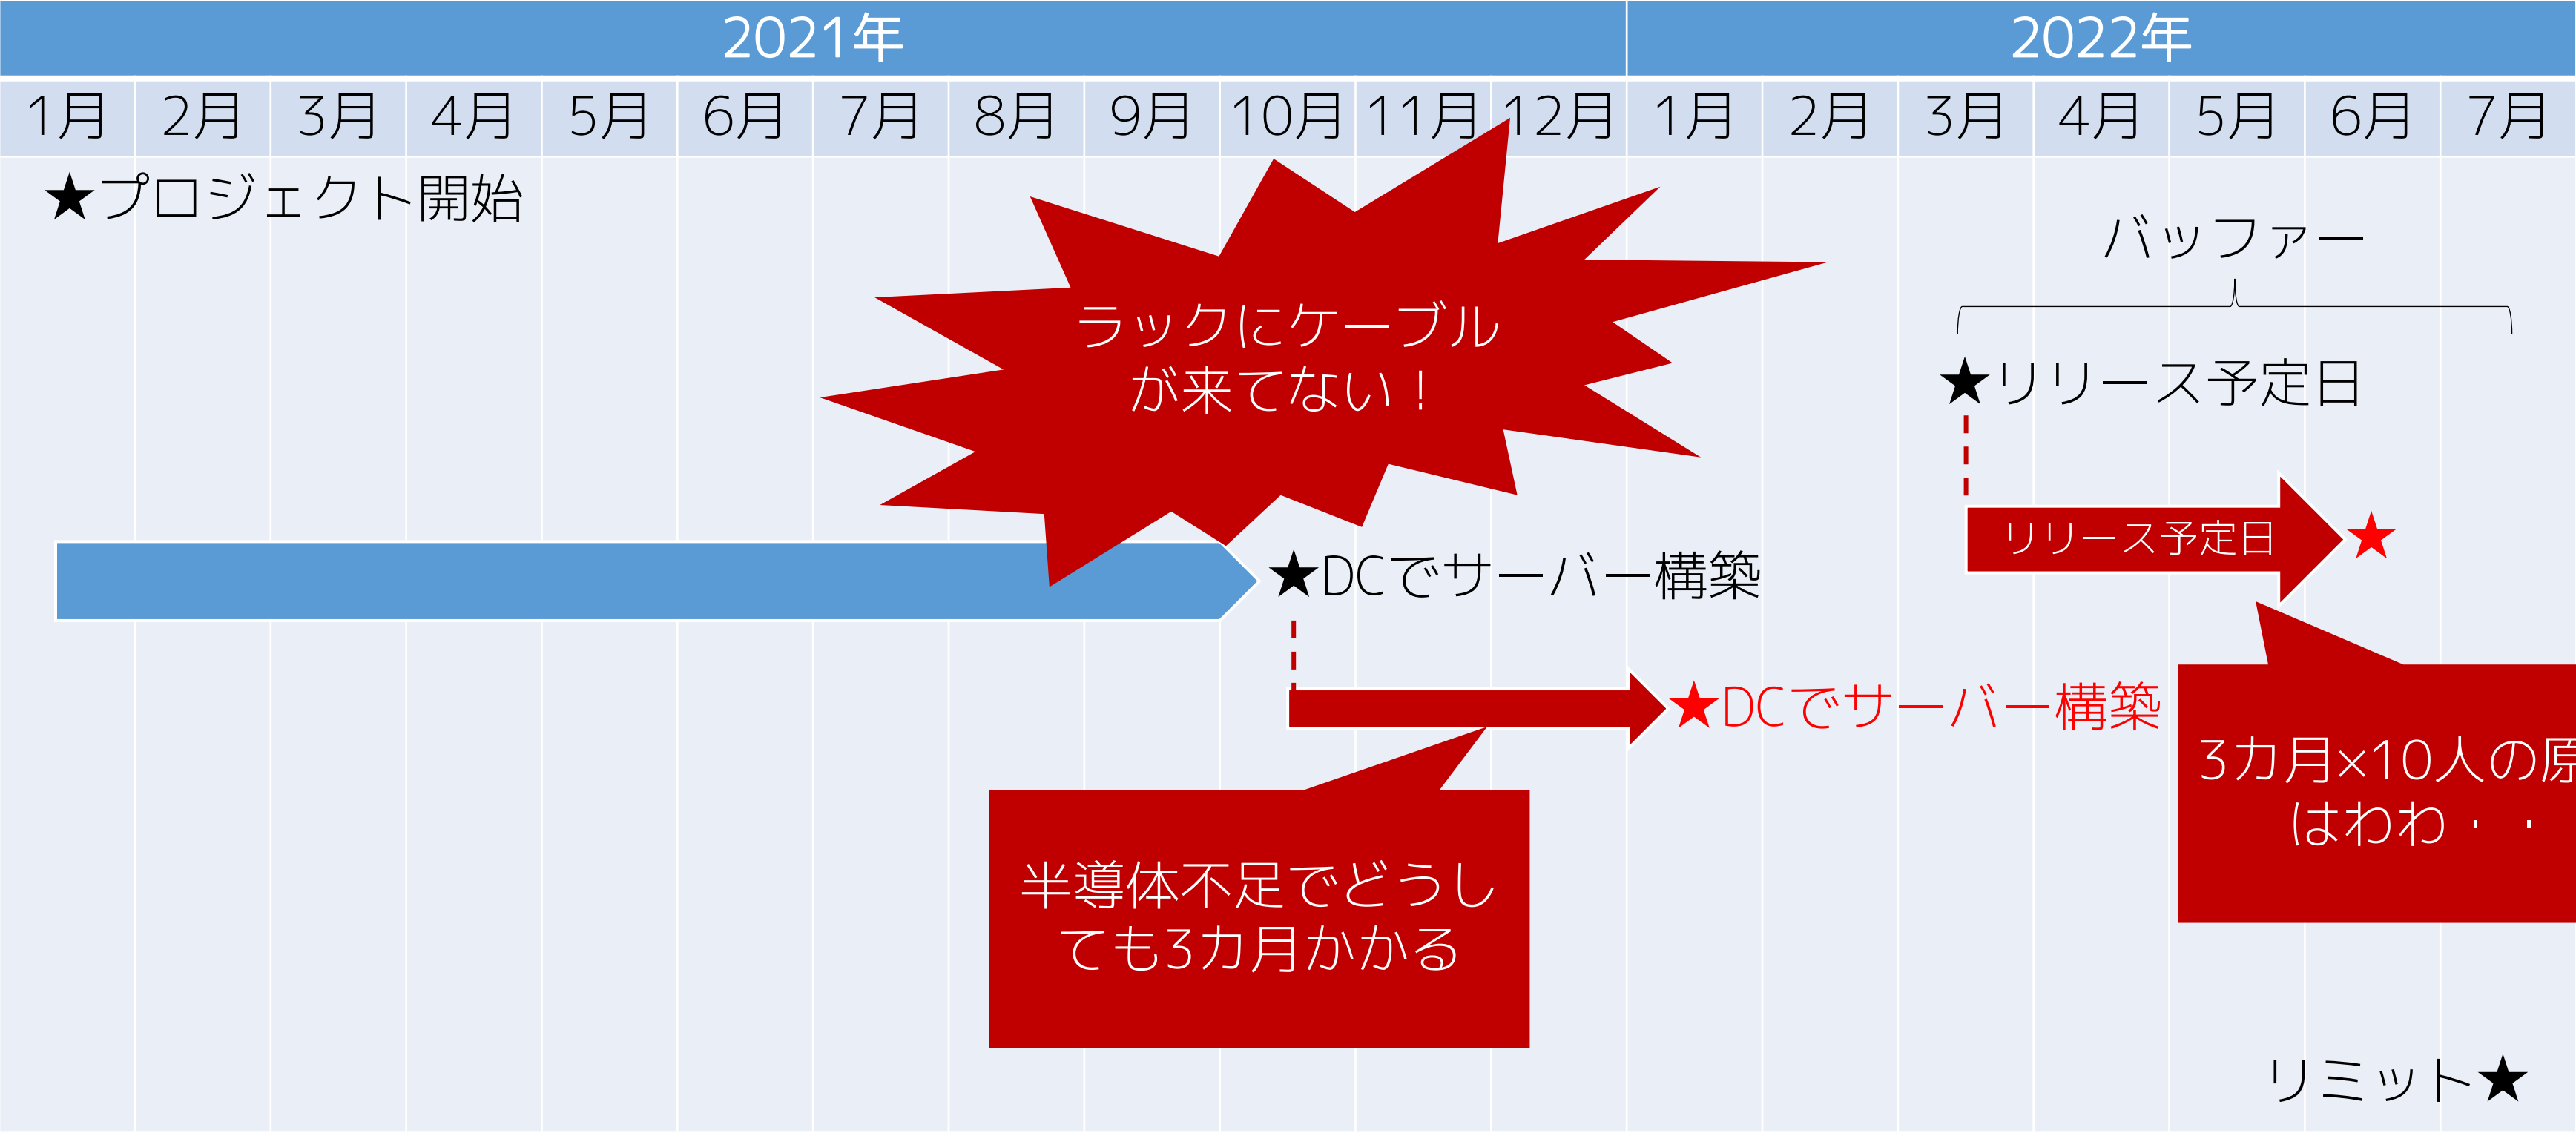 2021年 2022年
1月 2月 3月 4月 5月 6月 7月 8月 9月 10月 11月 12月 1月 2月 3月 4月 5月 6月 7月
★プロジェクト開始
バッファー
ラックにケーブル
が来てない！
★リリース予定日
リリース予定日 ★
★DCでサーバー構築
★DCでサーバー構築
3カ月×10人の原
はわわ・・
半導体不足でどうし
ても3カ月かかる
リミット★